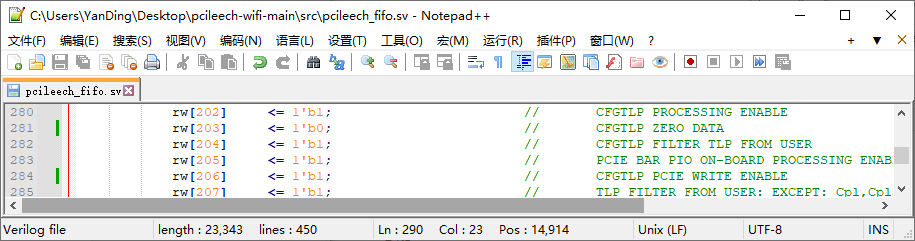 C:\Users\YanDing\Desktop\pcileech-wifi-main\src\pcileech_fifo.sv - Notepad++
文件(F) 编辑(E) 搜索(S) 视图(V) 编码(N) 语言(L) 设置(T) 工具(O) 宏(M) 运行(R) 插件(P) 窗口(W) ? + ▼ X
pcileech_fifo.sv
280 rw[202] <= 1'b1; // CFGTLP PROCESSING ENABLE
281 rw[203] <= 1'b0; // CFGTLP ZERO DATA
282 rw[204] <= 1'b1; // CFGTLP FILTER TLP FROM USER
283 rw[205] <= 1'b1; // PCIE BAR PIO ON-BOARD PROCESSING ENAB
284 rw[206] <= 1'b1; // CFGTLP PCIE WRITE ENABLE
285 rw[207] <= 1'b1; // TLP FILTER FROM USER: EXCEPT: Cpl,Cpl
Verilog file length : 23,343 lines : 450 Ln : 290 Col : 23 Pos : 14,914 Unix (LF) UTF-8 INS